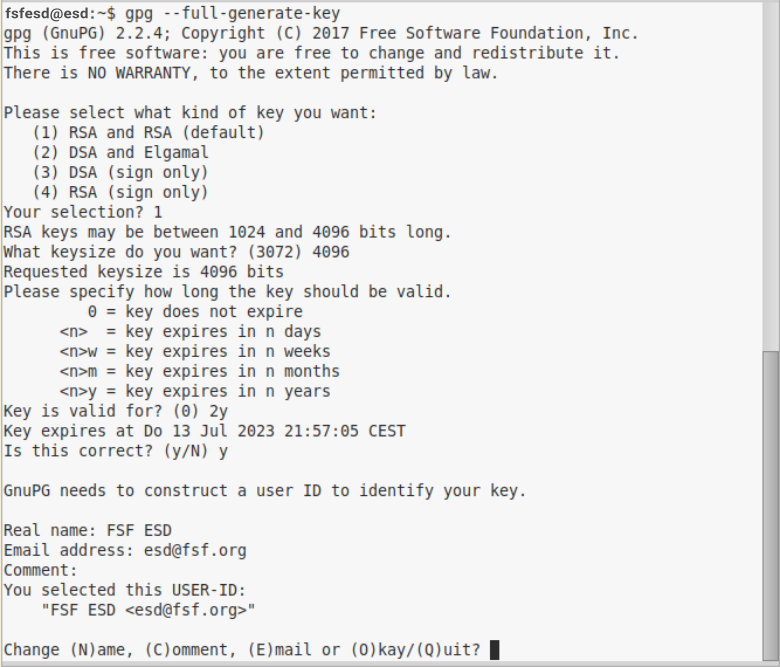 fsfesd@esd:~$ gpg --full-generate-key
gpg (GnuPG) 2.2.4; Copyright (C) 2017 Free Software Foundation, Inc.
This is free software: you are free to change and redistribute it.
There is NO WARRANTY, to the extent permitted by law.

Please select what kind of key you want:
   (1) RSA and RSA (default)
   (2) DSA and Elgamal
   (3) DSA (sign only)
   (4) RSA (sign only)
Your selection? 1
RSA keys may be between 1024 and 4096 bits long.
What keysize do you want? (3072) 4096
Requested keysize is 4096 bits
Please specify how long the key should be valid.
         0 = key does not expire
      <n>  = key expires in n days
      <n>w = key expires in n weeks
      <n>m = key expires in n months
      <n>y = key expires in n years
Key is valid for? (0) 2y
Key expires at Do 13 Jul 2023 21:57:05 CEST
Is this correct? (y/N) y

GnuPG needs to construct a user ID to identify your key.

Real name: FSF ESD
Email address: esd@fsf.org
Comment:
You selected this USER-ID:
    "FSF ESD <esd@fsf.org>"

Change (N)ame, (C)omment, (E)mail or (O)kay/(Q)uit?